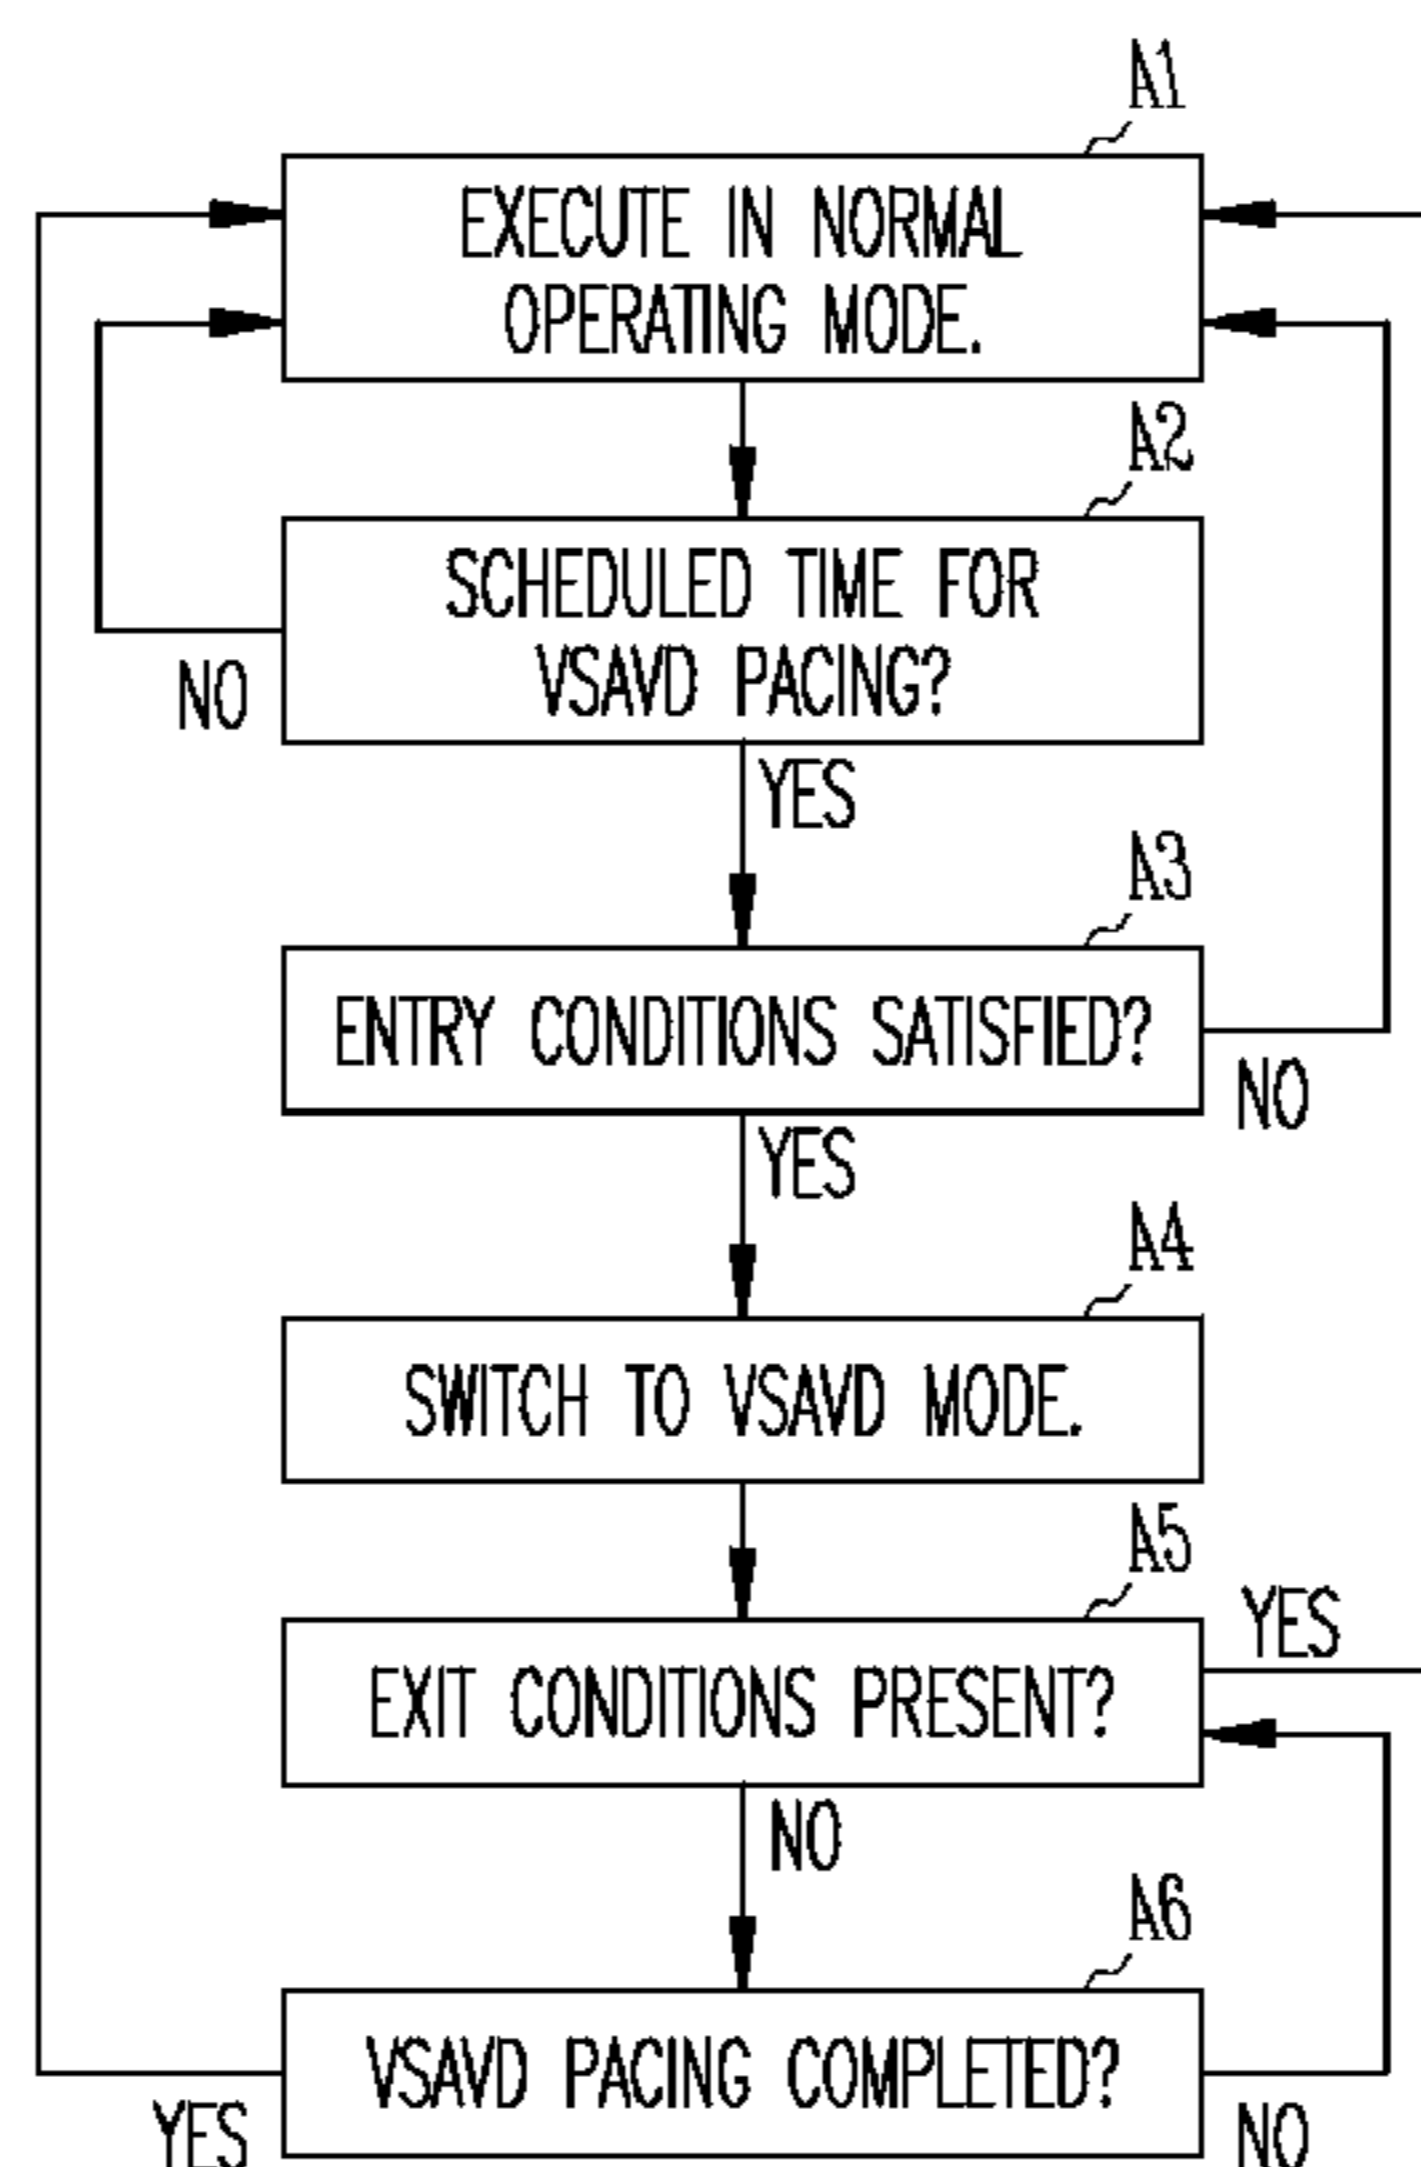 A1
EXECUTE IN NORMAL
OPERATING MODE.
A2
SCHEDULED TIME FOR
VSAVD PACING?
NO
YES
A3
ENTRY CONDITIONS SATISFIED?
NO
YES
A4
SWITCH TO VSAVD MODE.
A5
YES
EXIT CONDITIONS PRESENT?
NO
A6
VSAVD PACING COMPLETED?
YES
NO